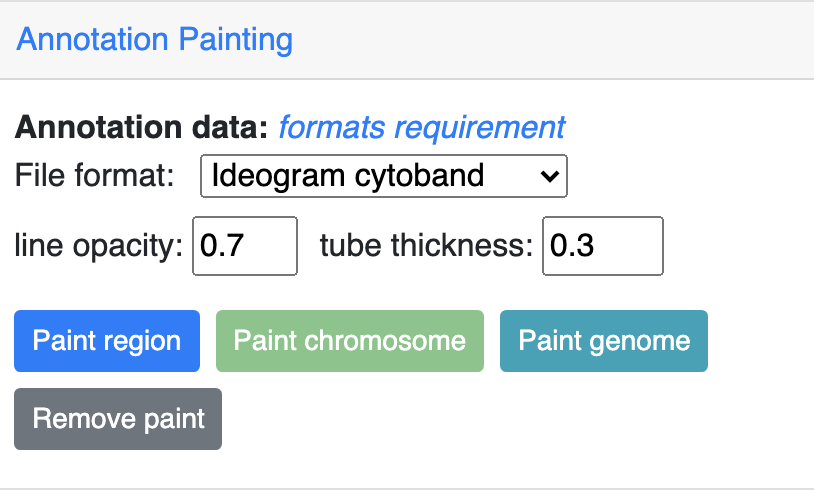 Annotation Painting
Annotation data: formats requirement
File format: Ideogram cytoband
line opacity: 0.7 tube thickness: 0.3
Paint region Paint chromosome Paint genome
Remove paint